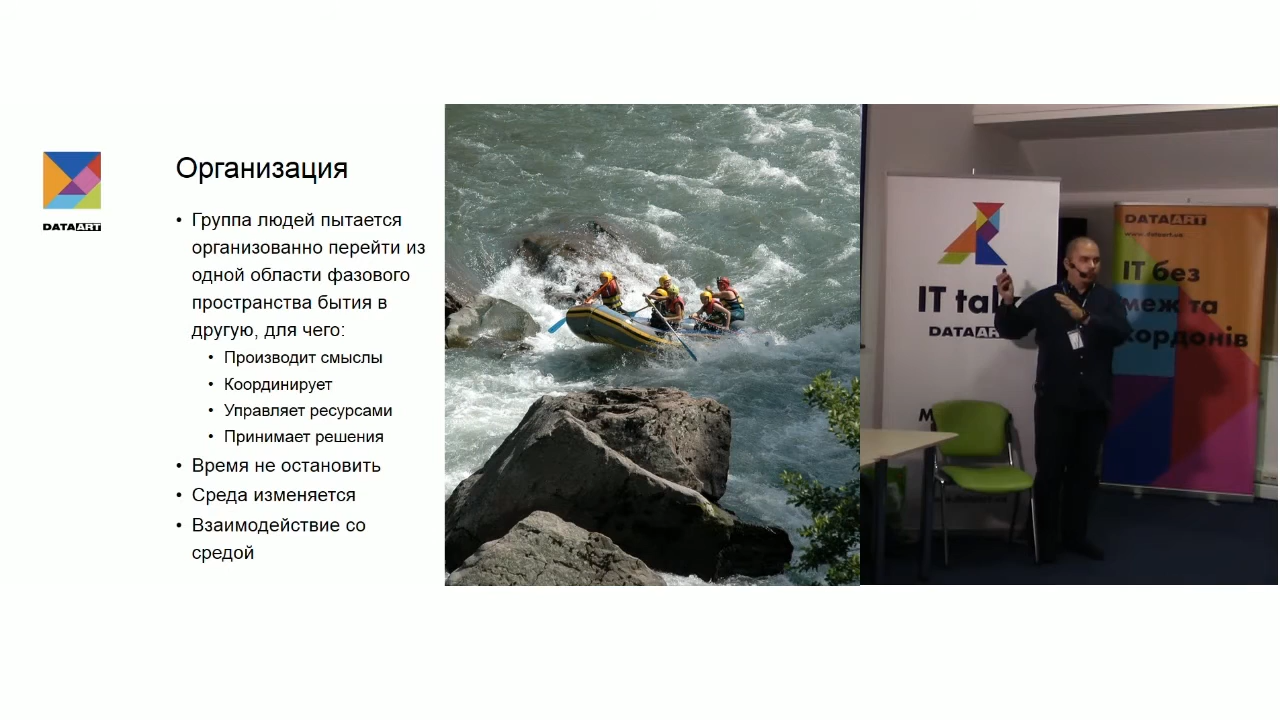 Организация
DATAART
• Группа людей пытается
организованно перейти из
одной области фазового
пространства бытия в
другую, для чего:
• Производит смыслы
• Координирует
• Управляет ресурсами
• Принимает решения
• Время не остановить
• Среда изменяется
• Взаимодействие со
средой
IT talk
DATAART
DATAART
www.dataart.ua
IT без
меж та
кордонів